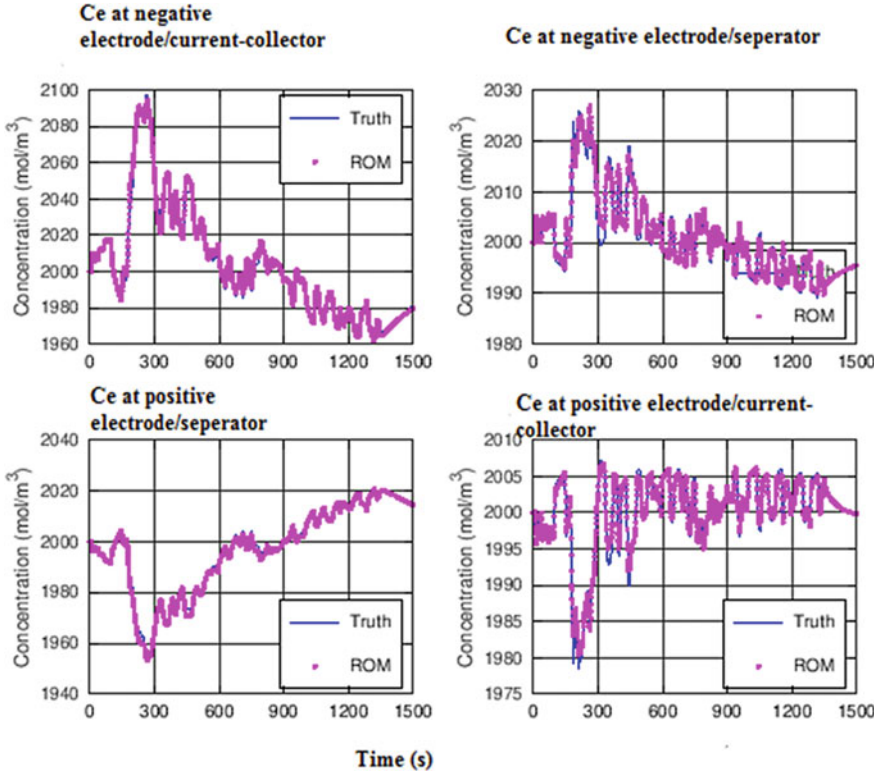 Ce at negative
electrode/current-collector
Concentration (mol/m³)
2100
2080
2060
2040
2020
2000
1980
1960
0 300 600 900 1200 1500
Truth
ROM
Ce at negative electrode/seperator
Concentration (mol/m³)
2030
2020
2010
2000
1990
1980
0 300 600 900 1200 1500
ROM
Ce at positive
electrode/seperator
Concentration (mol/m³)
2040
2020
2000
1980
1960
1940
0 300 600 900 1200 1500
Truth
ROM
Ce at positive electrode/current-
collector
Concentration (mol/m³)
2010
2005
2000
1995
1990
1985
1980
1975
0 300 600 900 1200 1500
Truth
ROM
Time (s)